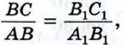 BC/AB = B₁C₁/A₁B₁,